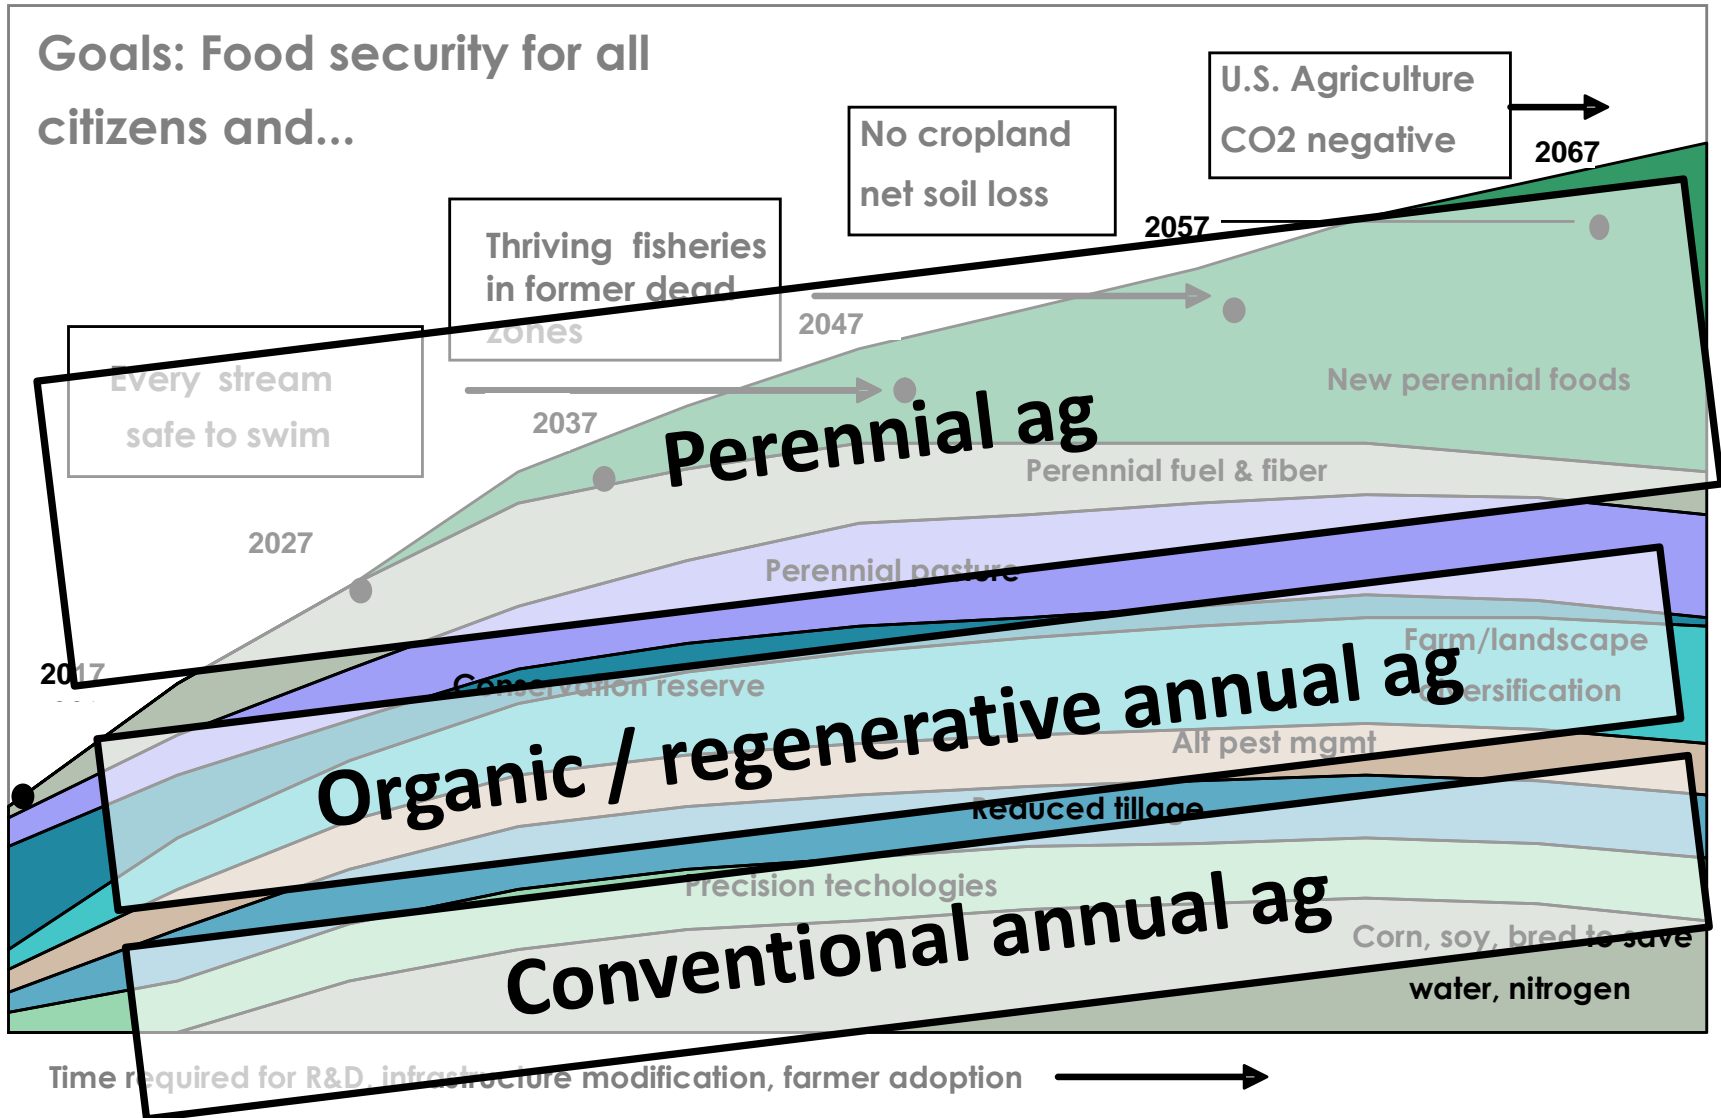 Goals: Food security for all
citizens and...
U.S. Agriculture
CO2 negative
2067
No cropland
net soil loss
2057
Thriving fisheries
in former dead
zones
2047
Every stream
safe to swim
2037
New perennial foods
Perennial ag
Perennial fuel & fiber
2027
Perennial pasture
2017
Farm/landscape
Conservation reserve
diversification
Organic / regenerative annual ag
Alt pest mgmt
Reduced tillage
Precision techologies
Conventional annual ag
Corn, soy, bred to save
water, nitrogen
Time required for R&D, infrastructure modification, farmer adoption